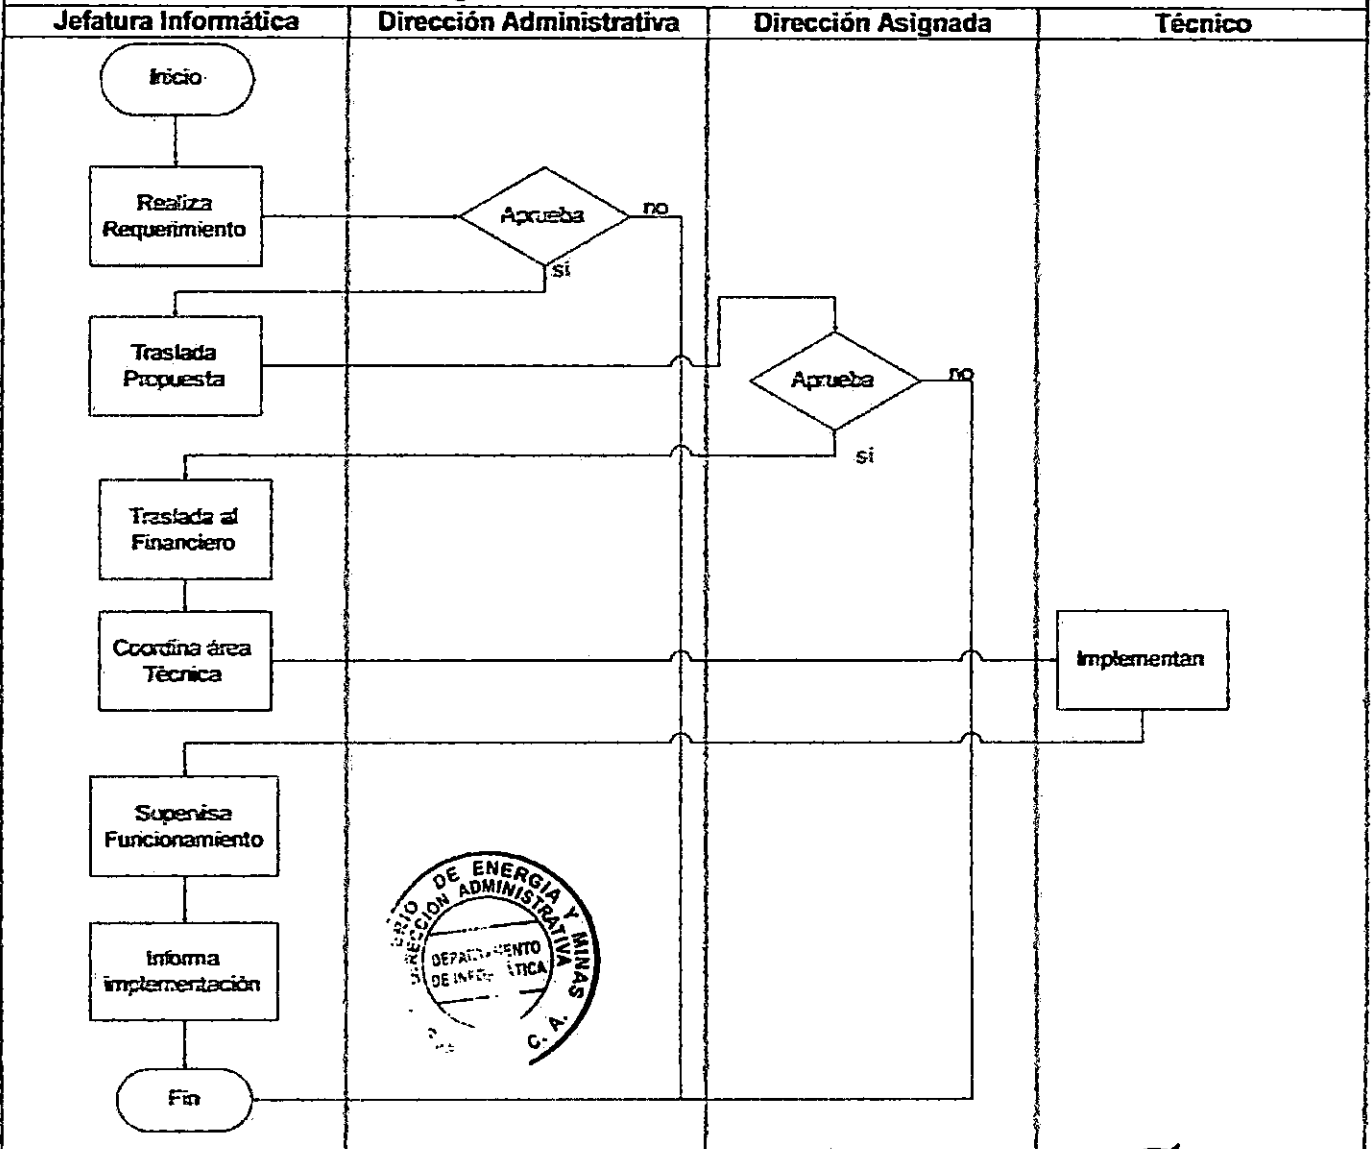 Jefatura Informática
Dirección Administrativa
Dirección Asignada
Técnico
Inicio
Realiza
Requerimiento
Aprueba
no
si
Traslada
Propuesta
Aprueba
no
si
Traslada al
Financiero
Coordina área
Técnica
Implementan
Supervisa
Funcionamiento
DE ENERGIA Y MINAS
DIRECCION ADMINISTRATIVA
DE
C. A.
Informa
implementación
Fin